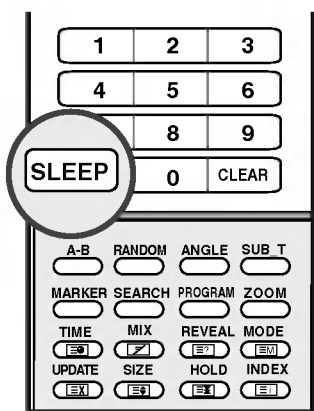 1 2 3
4 5 6
8 9
SLEEP 0 CLEAR
A-B RANDOM ANGLE SUB_T
MARKER SEARCH PROGRAM ZOOM
TIME MIX REVEAL MODE
? M
UPDATE SIZE HOLD INDEX
X i